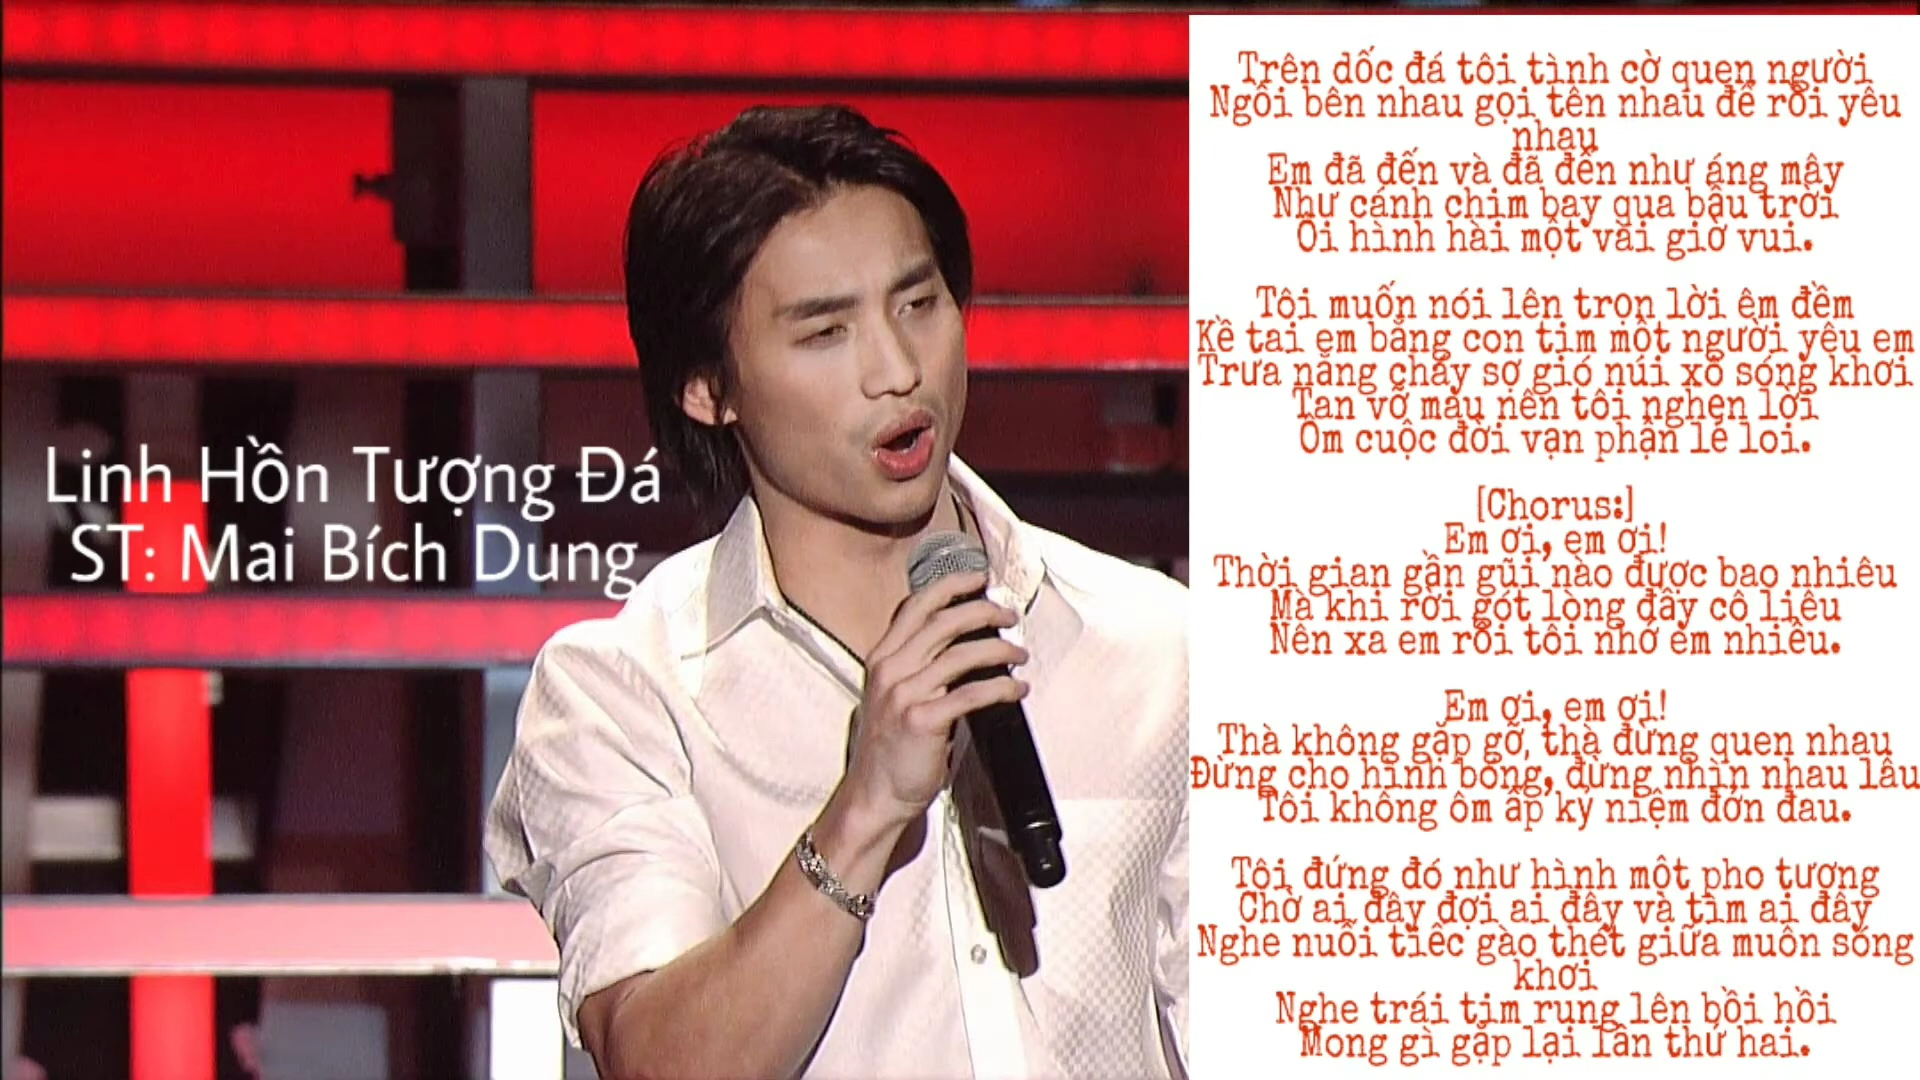 Linh Hồn Tượng Đá
ST: Mai Bích Dung
Trên dốc đá tôi tình cờ quen người
Ngồi bên nhau gọi tên nhau để rồi yêu
nhau
Em đã đến và đã đến như áng mây
Như cánh chim bay qua bầu trời
Ôi hình hài một vài giờ vui.
Tôi muốn nói lên trọn lời êm đềm
Kề tai em bằng con tim một người yêu em
Trưa nắng cháy sợ gió núi xô sóng khơi
Tan vỡ mau nên tôi nghẹn lời
Ôm cuộc đời vạn phận lẻ loi.
[Chorus:]
Em ơi, em ơi!
Thời gian gần gũi nào được bao nhiêu
Mà khi rời gót lòng đầy cô liêu
Nên xa em rồi tôi nhớ em nhiều.
Em ơi, em ơi!
Thà không gặp gỡ, thà đừng quen nhau
Đừng cho hình bóng, đừng nhìn nhau lâu
Tôi không ôm ấp kỷ niệm đớn đau.
Tôi đứng đó như hình một pho tượng
Chờ ai đây đợi ai đây và tìm ai đây
Nghe nuối tiếc gào thét giữa muôn sóng
khơi
Nghe trái tim rung lên bồi hồi
Mong gì gặp lại lần thứ hai.